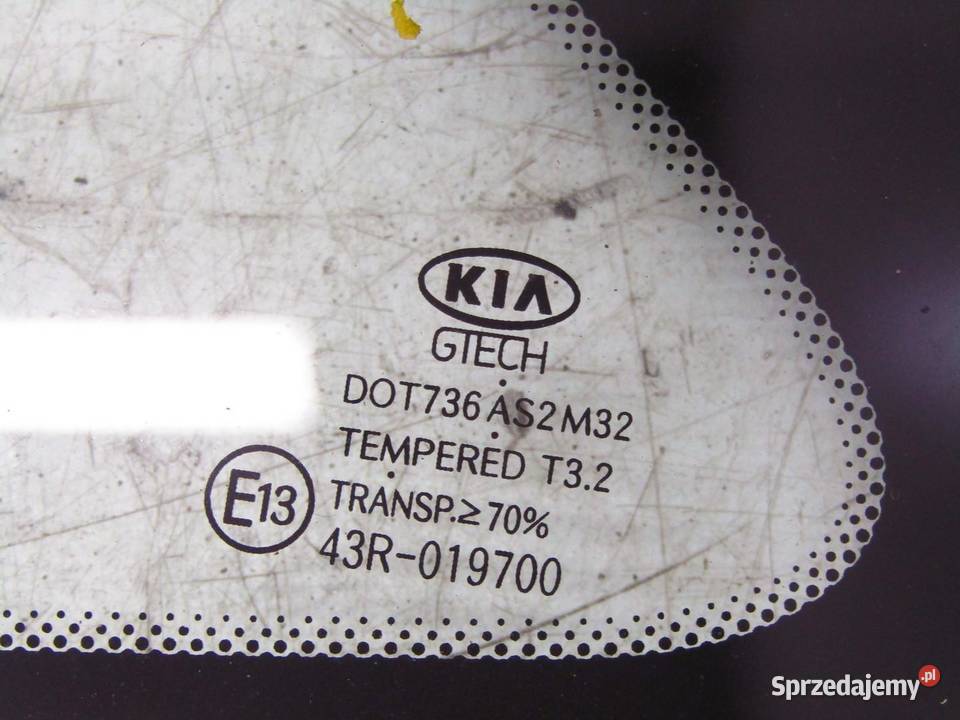 KIA
GTECH
DOT736 AS2 M32
TEMPERED T3.2
E13
TRANSP.≥70%
43R-019700
Sprzedajemy.pl